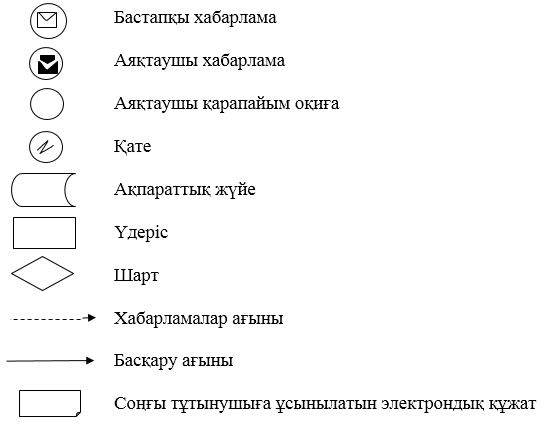 Бастапқы хабарлама
Аяқтаушы хабарлама
Аяқтаушы қарапайым оқиға
Қате
Ақпараттық жүйе
Үдеріс
Шарт
Хабарламалар ағыны
Басқару ағыны
Соңғы тұтынушыға ұсынылатын электрондық құжат